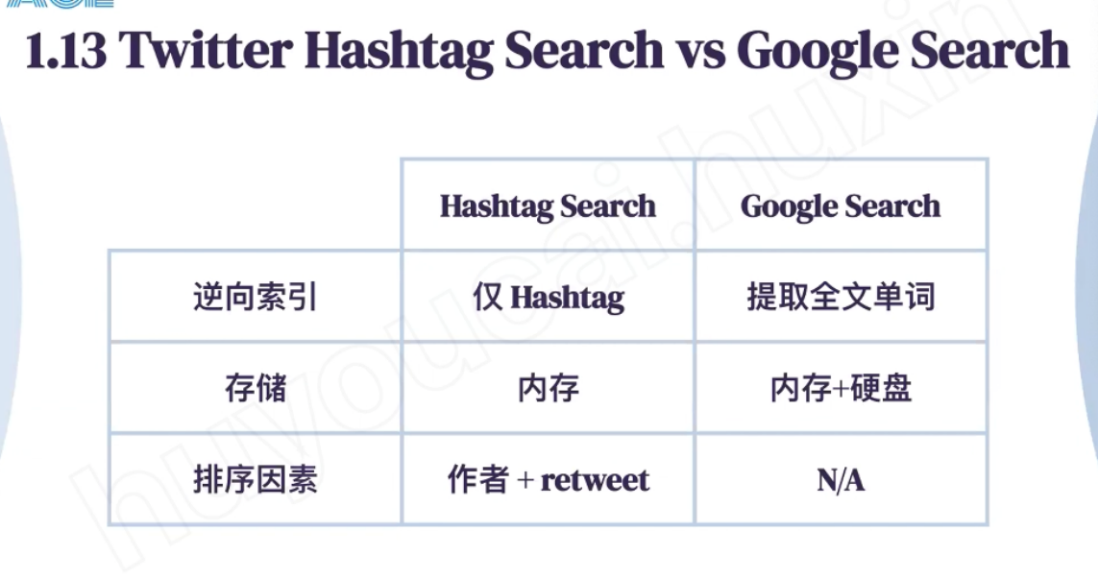 1.13 Twitter Hashtag Search vs Google Search
Hashtag Search Google Search
逆向索引 仅 Hashtag 提取全文单词
存储 内存 内存+硬盘
排序因素 作者 + retweet N/A
huyoucai.huxin